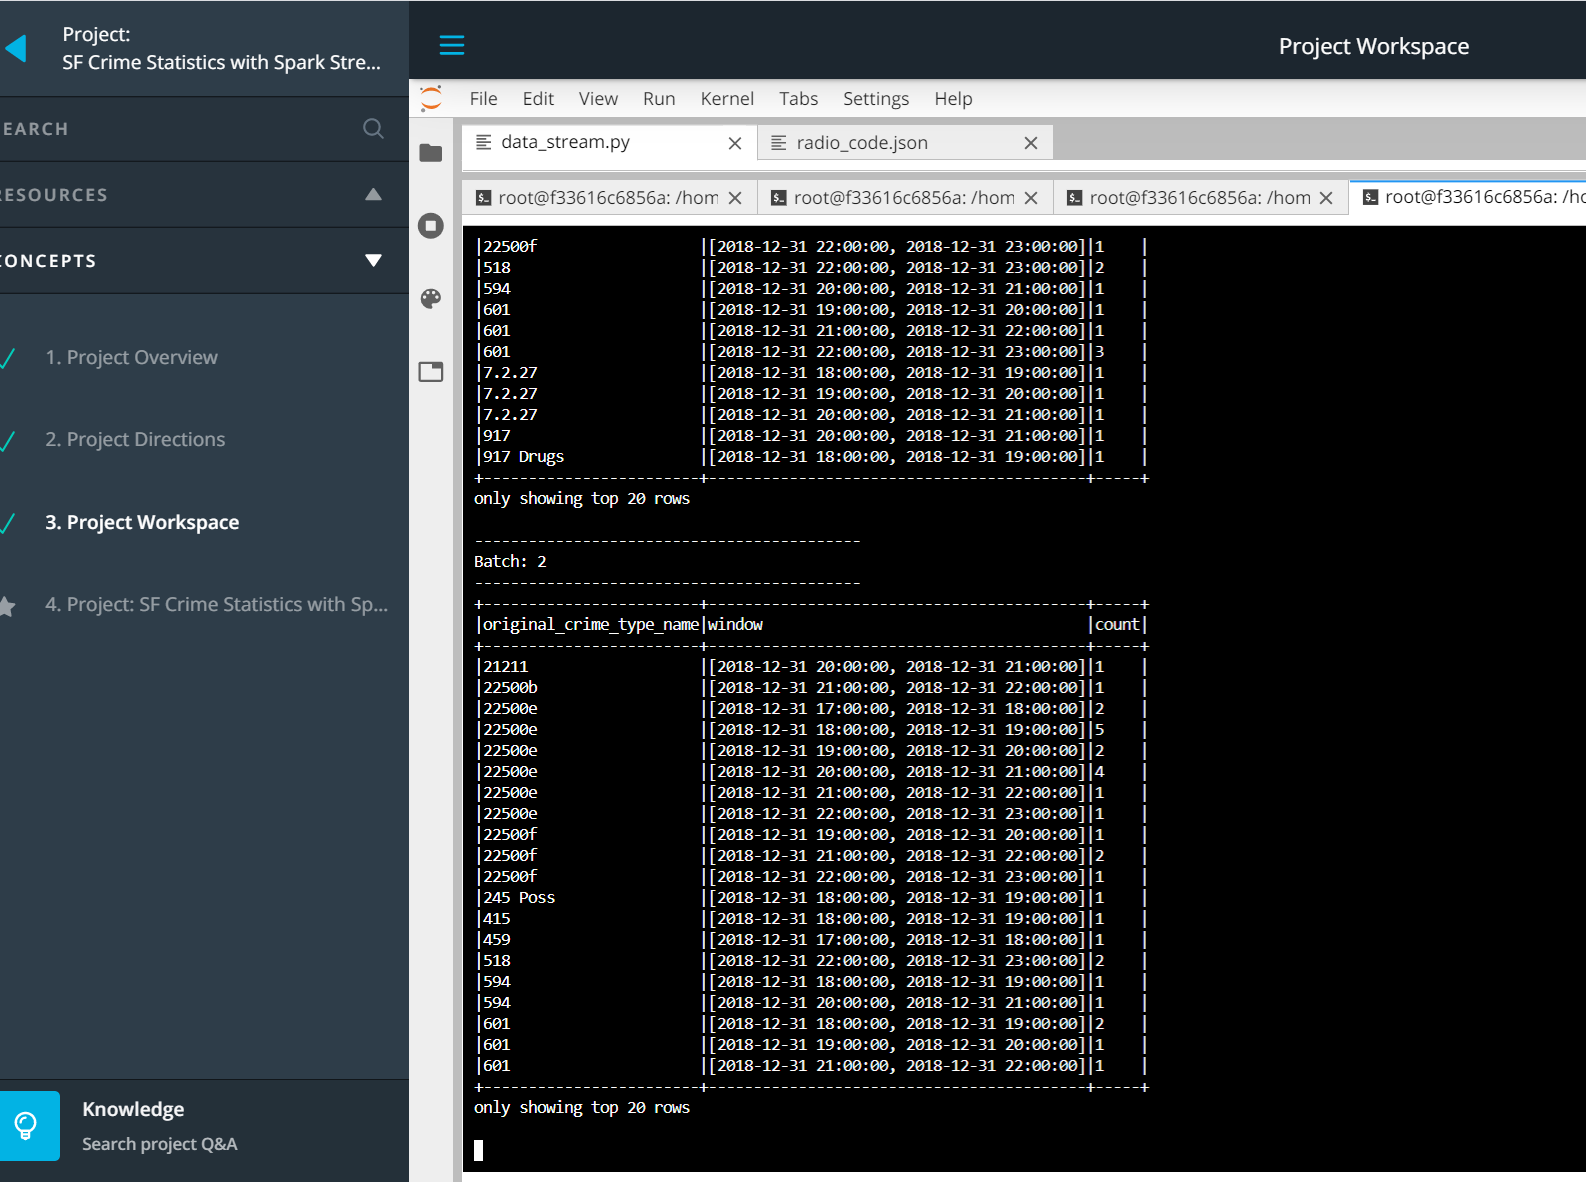 Project:
SF Crime Statistics with Spark Stre...
EARCH
RESOURCES
CONCEPTS
1. Project Overview
2. Project Directions
3. Project Workspace
4. Project: SF Crime Statistics with Sp...
Knowledge
Search project Q&A
Project Workspace
File Edit View Run Kernel Tabs Settings Help
data_stream.py radio_code.json
root@f33616c6856a: /hom root@f33616c6856a: /hom root@f33616c6856a: /hom root@f33616c6856a: /ho
|22500f |[2018-12-31 22:00:00, 2018-12-31 23:00:00]|1 |
|518 |[2018-12-31 22:00:00, 2018-12-31 23:00:00]|2 |
|594 |[2018-12-31 20:00:00, 2018-12-31 21:00:00]|1 |
|601 |[2018-12-31 19:00:00, 2018-12-31 20:00:00]|1 |
|601 |[2018-12-31 21:00:00, 2018-12-31 22:00:00]|1 |
|601 |[2018-12-31 22:00:00, 2018-12-31 23:00:00]|3 |
|7.2.27 |[2018-12-31 18:00:00, 2018-12-31 19:00:00]|1 |
|7.2.27 |[2018-12-31 19:00:00, 2018-12-31 20:00:00]|1 |
|7.2.27 |[2018-12-31 20:00:00, 2018-12-31 21:00:00]|1 |
|917 |[2018-12-31 20:00:00, 2018-12-31 21:00:00]|1 |
|917 Drugs |[2018-12-31 18:00:00, 2018-12-31 19:00:00]|1 |
+------------------------+------------------------------------------+-----+
only showing top 20 rows
-------------------------------------------
Batch: 2
-------------------------------------------
+------------------------+------------------------------------------+-----+
|original_crime_type_name|window |count|
+------------------------+------------------------------------------+-----+
|21211 |[2018-12-31 20:00:00, 2018-12-31 21:00:00]|1 |
|22500b |[2018-12-31 21:00:00, 2018-12-31 22:00:00]|1 |
|22500e |[2018-12-31 17:00:00, 2018-12-31 18:00:00]|2 |
|22500e |[2018-12-31 18:00:00, 2018-12-31 19:00:00]|5 |
|22500e |[2018-12-31 19:00:00, 2018-12-31 20:00:00]|2 |
|22500e |[2018-12-31 20:00:00, 2018-12-31 21:00:00]|4 |
|22500e |[2018-12-31 21:00:00, 2018-12-31 22:00:00]|1 |
|22500e |[2018-12-31 22:00:00, 2018-12-31 23:00:00]|1 |
|22500f |[2018-12-31 19:00:00, 2018-12-31 20:00:00]|1 |
|22500f |[2018-12-31 21:00:00, 2018-12-31 22:00:00]|2 |
|22500f |[2018-12-31 22:00:00, 2018-12-31 23:00:00]|1 |
|245 Poss |[2018-12-31 18:00:00, 2018-12-31 19:00:00]|1 |
|415 |[2018-12-31 18:00:00, 2018-12-31 19:00:00]|1 |
|459 |[2018-12-31 17:00:00, 2018-12-31 18:00:00]|1 |
|518 |[2018-12-31 22:00:00, 2018-12-31 23:00:00]|2 |
|594 |[2018-12-31 18:00:00, 2018-12-31 19:00:00]|1 |
|594 |[2018-12-31 20:00:00, 2018-12-31 21:00:00]|1 |
|601 |[2018-12-31 18:00:00, 2018-12-31 19:00:00]|2 |
|601 |[2018-12-31 19:00:00, 2018-12-31 20:00:00]|1 |
|601 |[2018-12-31 21:00:00, 2018-12-31 22:00:00]|1 |
+------------------------+------------------------------------------+-----+
only showing top 20 rows